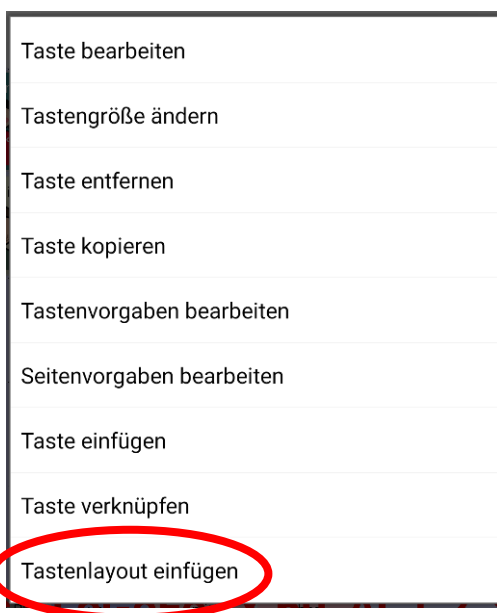 Taste bearbeiten
Tastengröße ändern
Taste entfernen
Taste kopieren
Tastenvorgaben bearbeiten
Seitenvorgaben bearbeiten
Taste einfügen
Taste verknüpfen
Tastenlayout einfügen